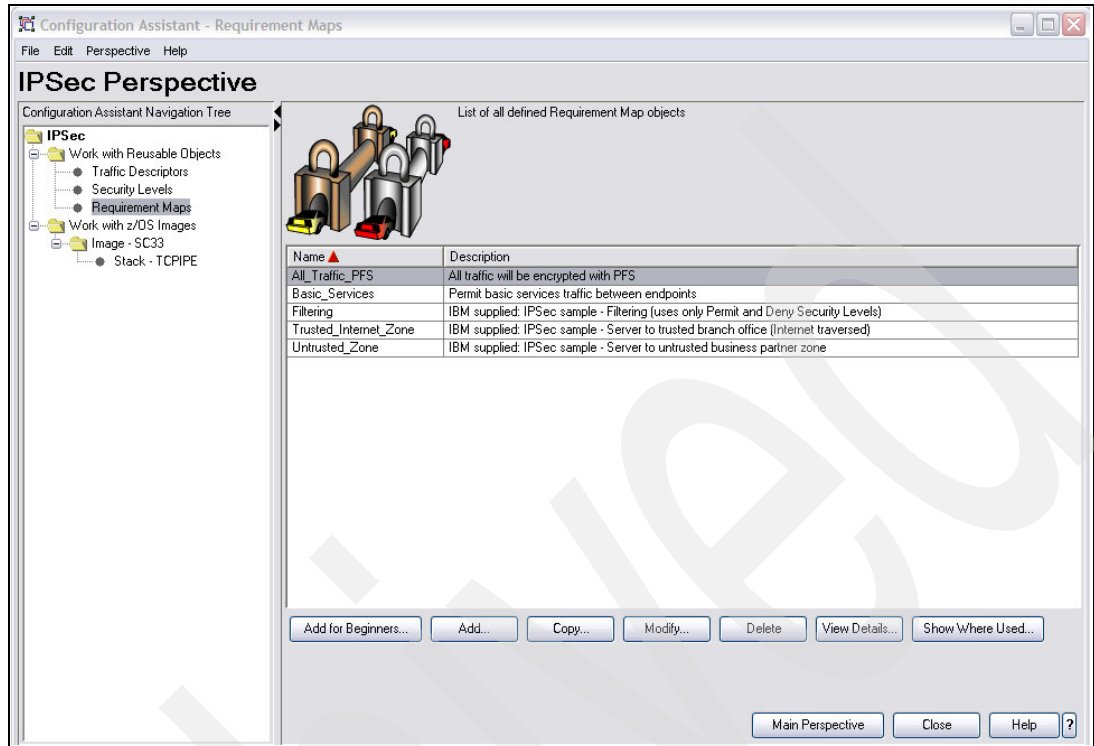 Configuration Assistant - Requirement Maps
File Edit Perspective Help
IPSec Perspective
Configuration Assistant Navigation Tree
IPSec
Work with Reusable Objects
Traffic Descriptors
Security Levels
Requirement Maps
Work with z/OS Images
Image - SC33
Stack - TCPIPE
List of all defined Requirement Map objects
Name Description
All_Traffic_PFS All traffic will be encrypted with PFS
Basic_Services Permit basic services traffic between endpoints
Filtering IBM supplied: IPSec sample - Filtering (uses only Permit and Deny Security Levels)
Trusted_Internet_Zone IBM supplied: IPSec sample - Server to trusted branch office (Internet traversed)
Untrusted_Zone IBM supplied: IPSec sample - Server to untrusted business partner zone
Add for Beginners... Add... Copy... Modify... Delete View Details... Show Where Used...
Main Perspective Close Help ?